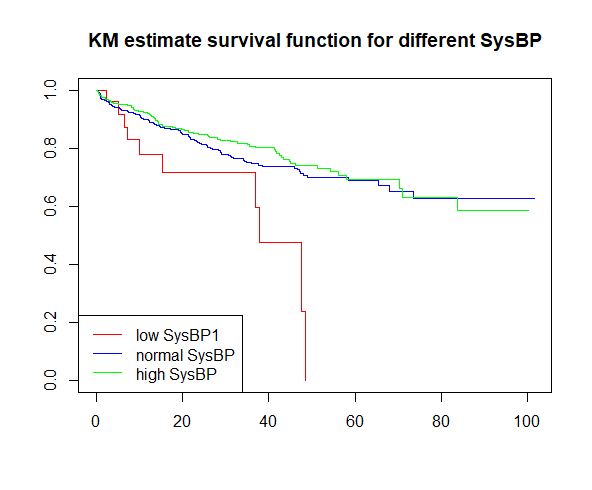 KM estimate survival function for different SysBP
1.0
0.8
0.6
0.4
0.2
0.0
low SysBP1
normal SysBP
high SysBP
0 20 40 60 80 100